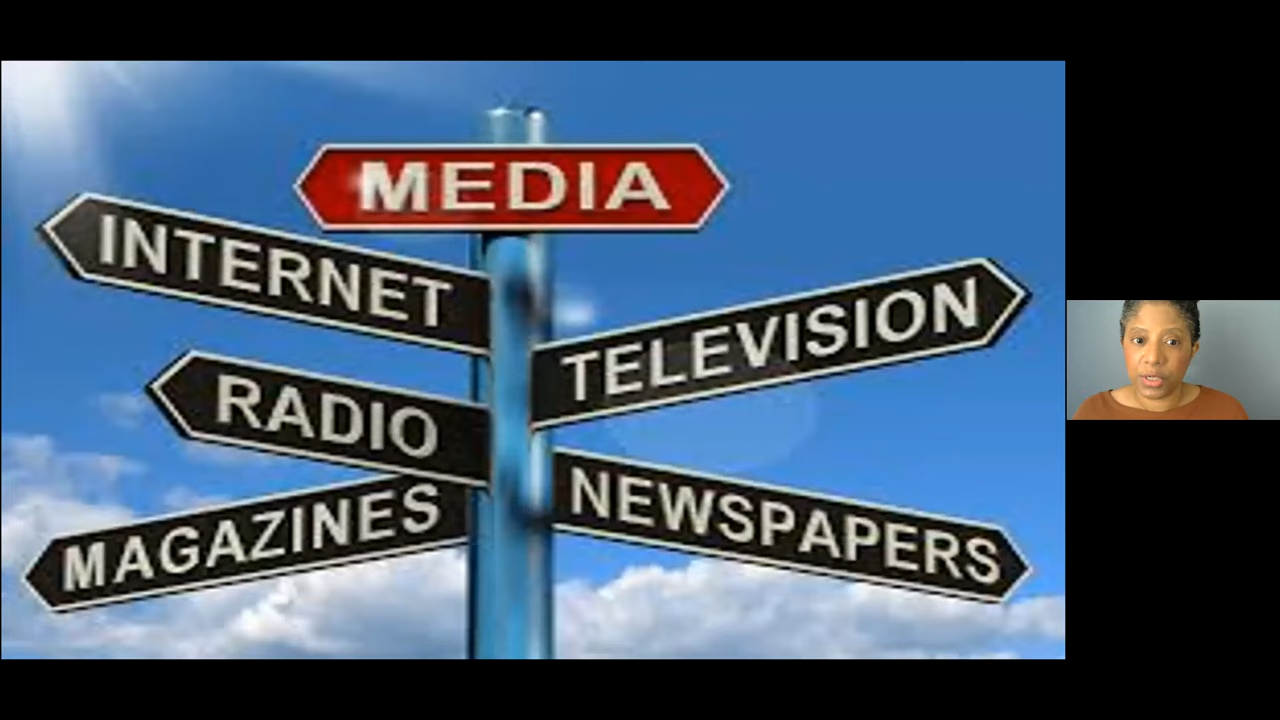 MEDIA
INTERNET
TELEVISION
RADIO
NEWSPAPERS
MAGAZINES